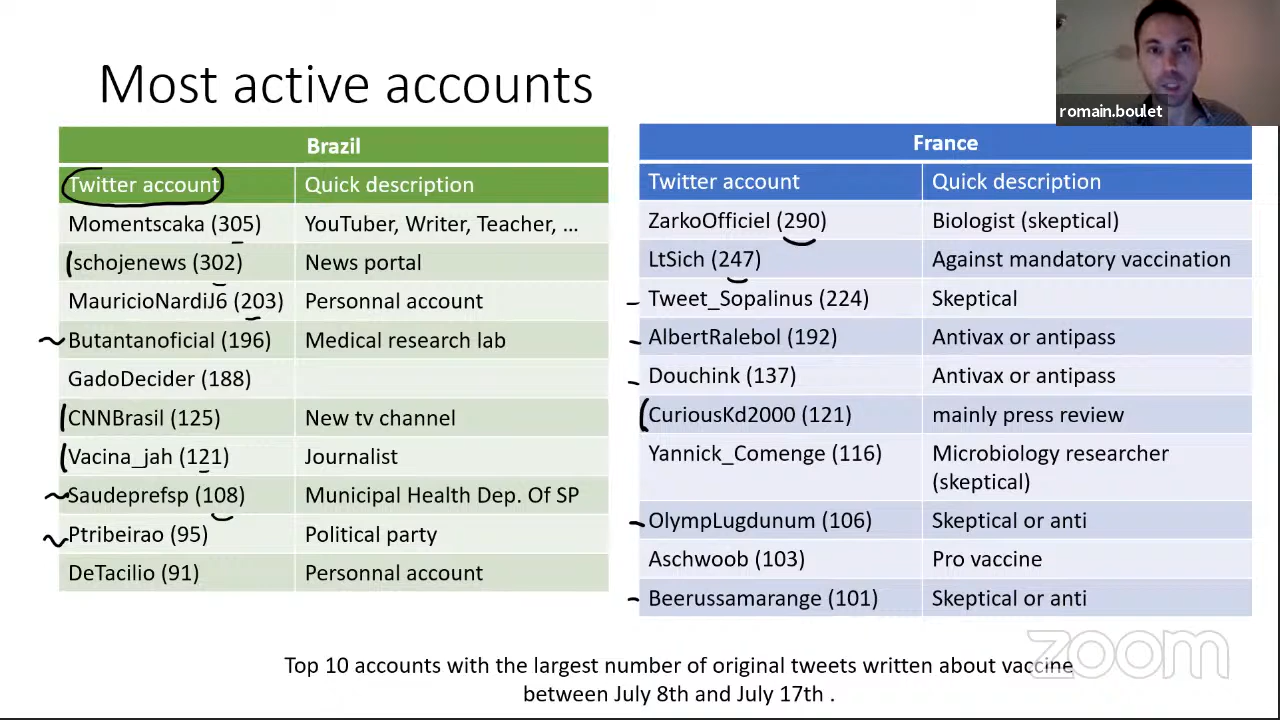 romain.boulet
Most active accounts
Brazil
Twitter account Quick description
Momentscaka (305) YouTuber, Writer, Teacher, ...
schojenews (302) News portal
MauricioNardiJ6 (203) Personnal account
Butantanoficial (196) Medical research lab
GadoDecider (188)
CNNBrasil (125) New tv channel
Vacina_jah (121) Journalist
Saudeprefsp (108) Municipal Health Dep. Of SP
Ptribeirao (95) Political party
DeTacilio (91) Personnal account
France
Twitter account Quick description
ZarkoOfficiel (290) Biologist (skeptical)
LtSich (247) Against mandatory vaccination
Tweet_Sopalinus (224) Skeptical
AlbertRalebol (192) Antivax or antipass
Douchink (137) Antivax or antipass
CuriousKd2000 (121) mainly press review
Yannick_Comenge (116) Microbiology researcher
(skeptical)
OlympLugdunum (106) Skeptical or anti
Aschwoob (103) Pro vaccine
Beerussamarange (101) Skeptical or anti
Top 10 accounts with the largest number of original tweets written about vaccine
between July 8th and July 17th .
zoom